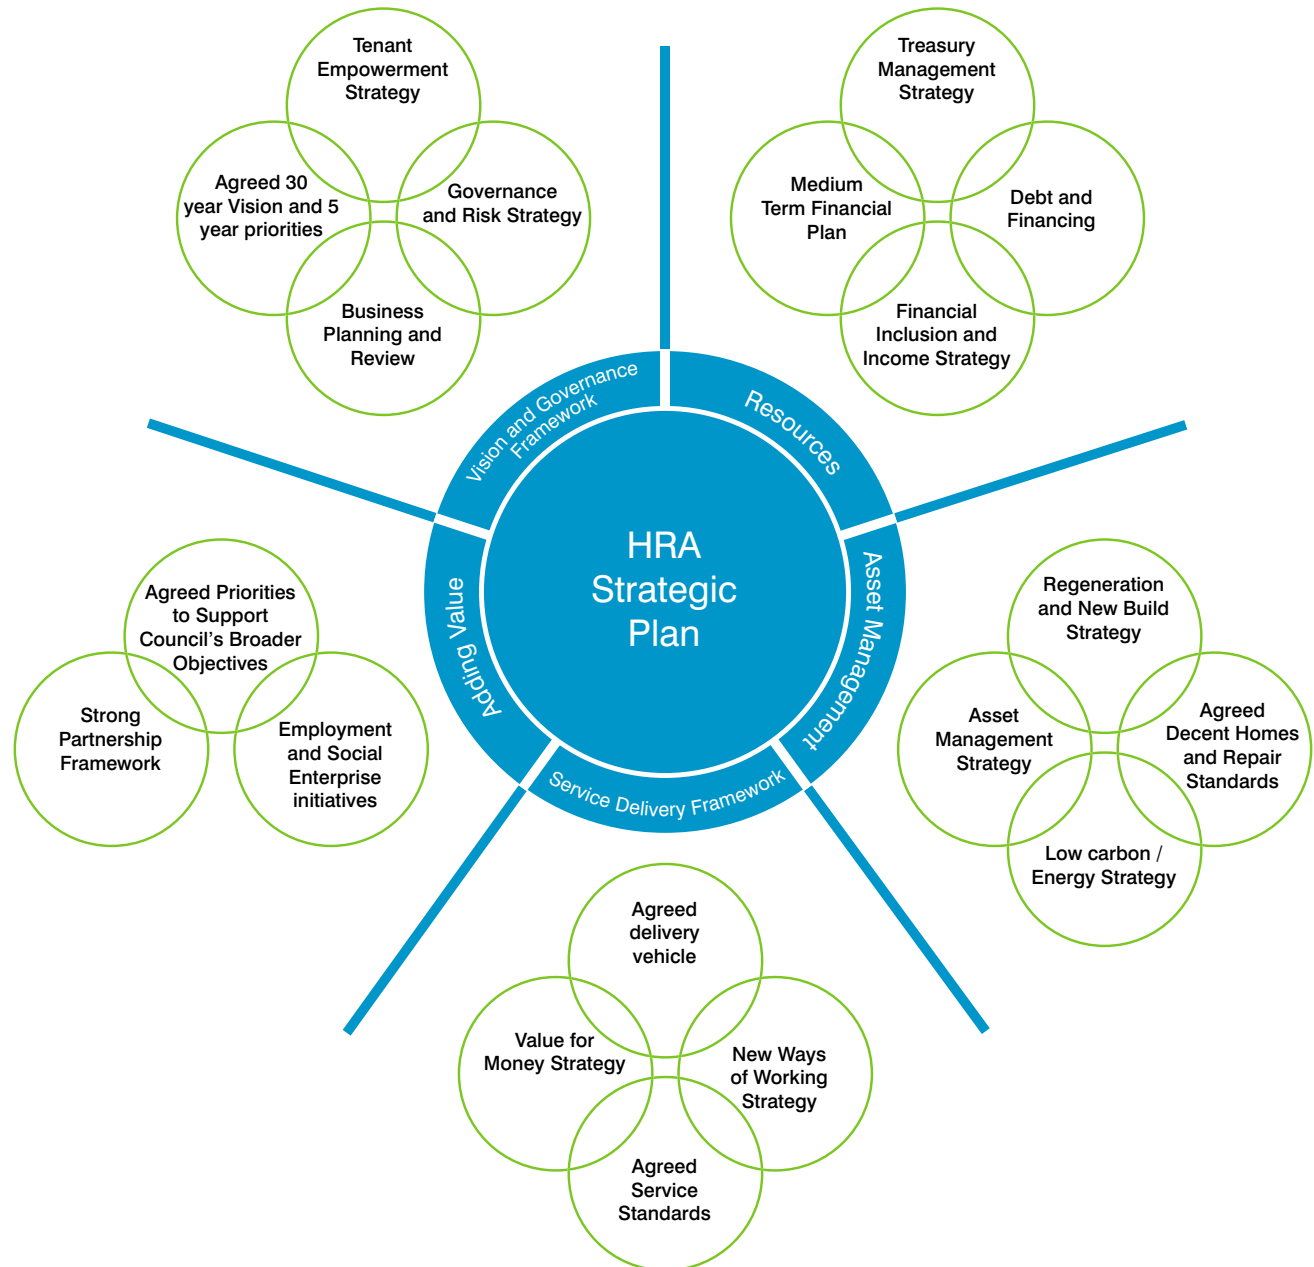 Tenant
Empowerment
Strategy
Agreed 30
year Vision and 5
year priorities
Governance
and Risk Strategy
Business
Planning and
Review
Treasury
Management
Strategy
Medium
Term Financial
Plan
Debt and
Financing
Financial
Inclusion and
Income Strategy
Vision and Governance
Framework
Resources
HRA
Strategic
Plan
Adding Value
Asset Management
Service Delivery Framework
Agreed Priorities
to Support
Council’s Broader
Objectives
Strong
Partnership
Framework
Employment
and Social
Enterprise
initiatives
Regeneration
and New Build
Strategy
Asset
Management
Strategy
Agreed
Decent Homes
and Repair
Standards
Low carbon /
Energy Strategy
Agreed
delivery
vehicle
Value for
Money Strategy
New Ways
of Working
Strategy
Agreed
Service
Standards